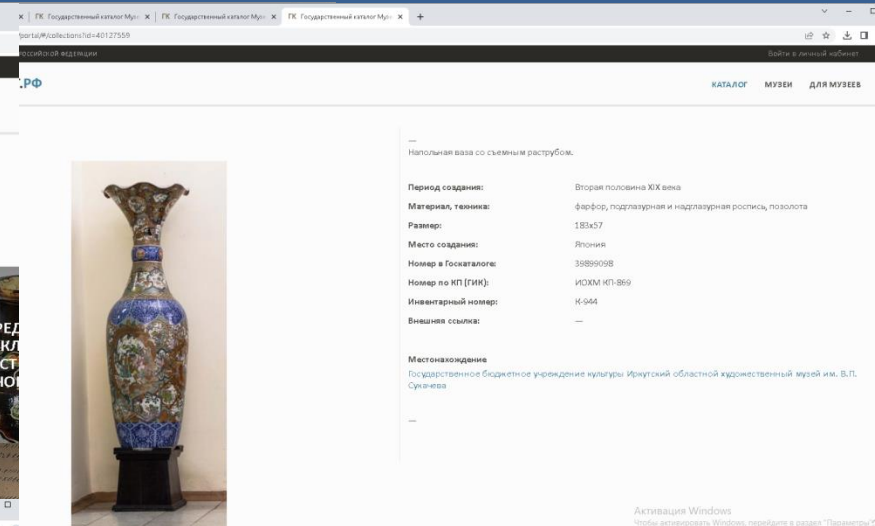 ГК Государственный каталог Музе
ГК Государственный каталог Музе
ГК Государственный каталог Музе
/portal/#/collections?id=40127559
РОССИЙСКОЙ ФЕДЕРАЦИИ
Войти в личный кабинет
.РФ
КАТАЛОГ МУЗЕИ ДЛЯ МУЗЕЕВ
—
Напольная ваза со съемным раструбом.
Период создания: Вторая половина XIX века
Материал, техника: фарфор, подглазурная и надглазурная роспись, позолота
Размер: 183х57
Место создания: Япония
Номер в Госкаталоге: 39899098
Номер по КП (ГИК): ИОХМ КП-869
Инвентарный номер: К-944
Внешняя ссылка: —
Местонахождение
Государственное бюджетное учреждение культуры Иркутский областной художественный музей им. В.П.
Сукачева
—
Активация Windows
Чтобы активировать Windows, перейдите в раздел "Параметры"